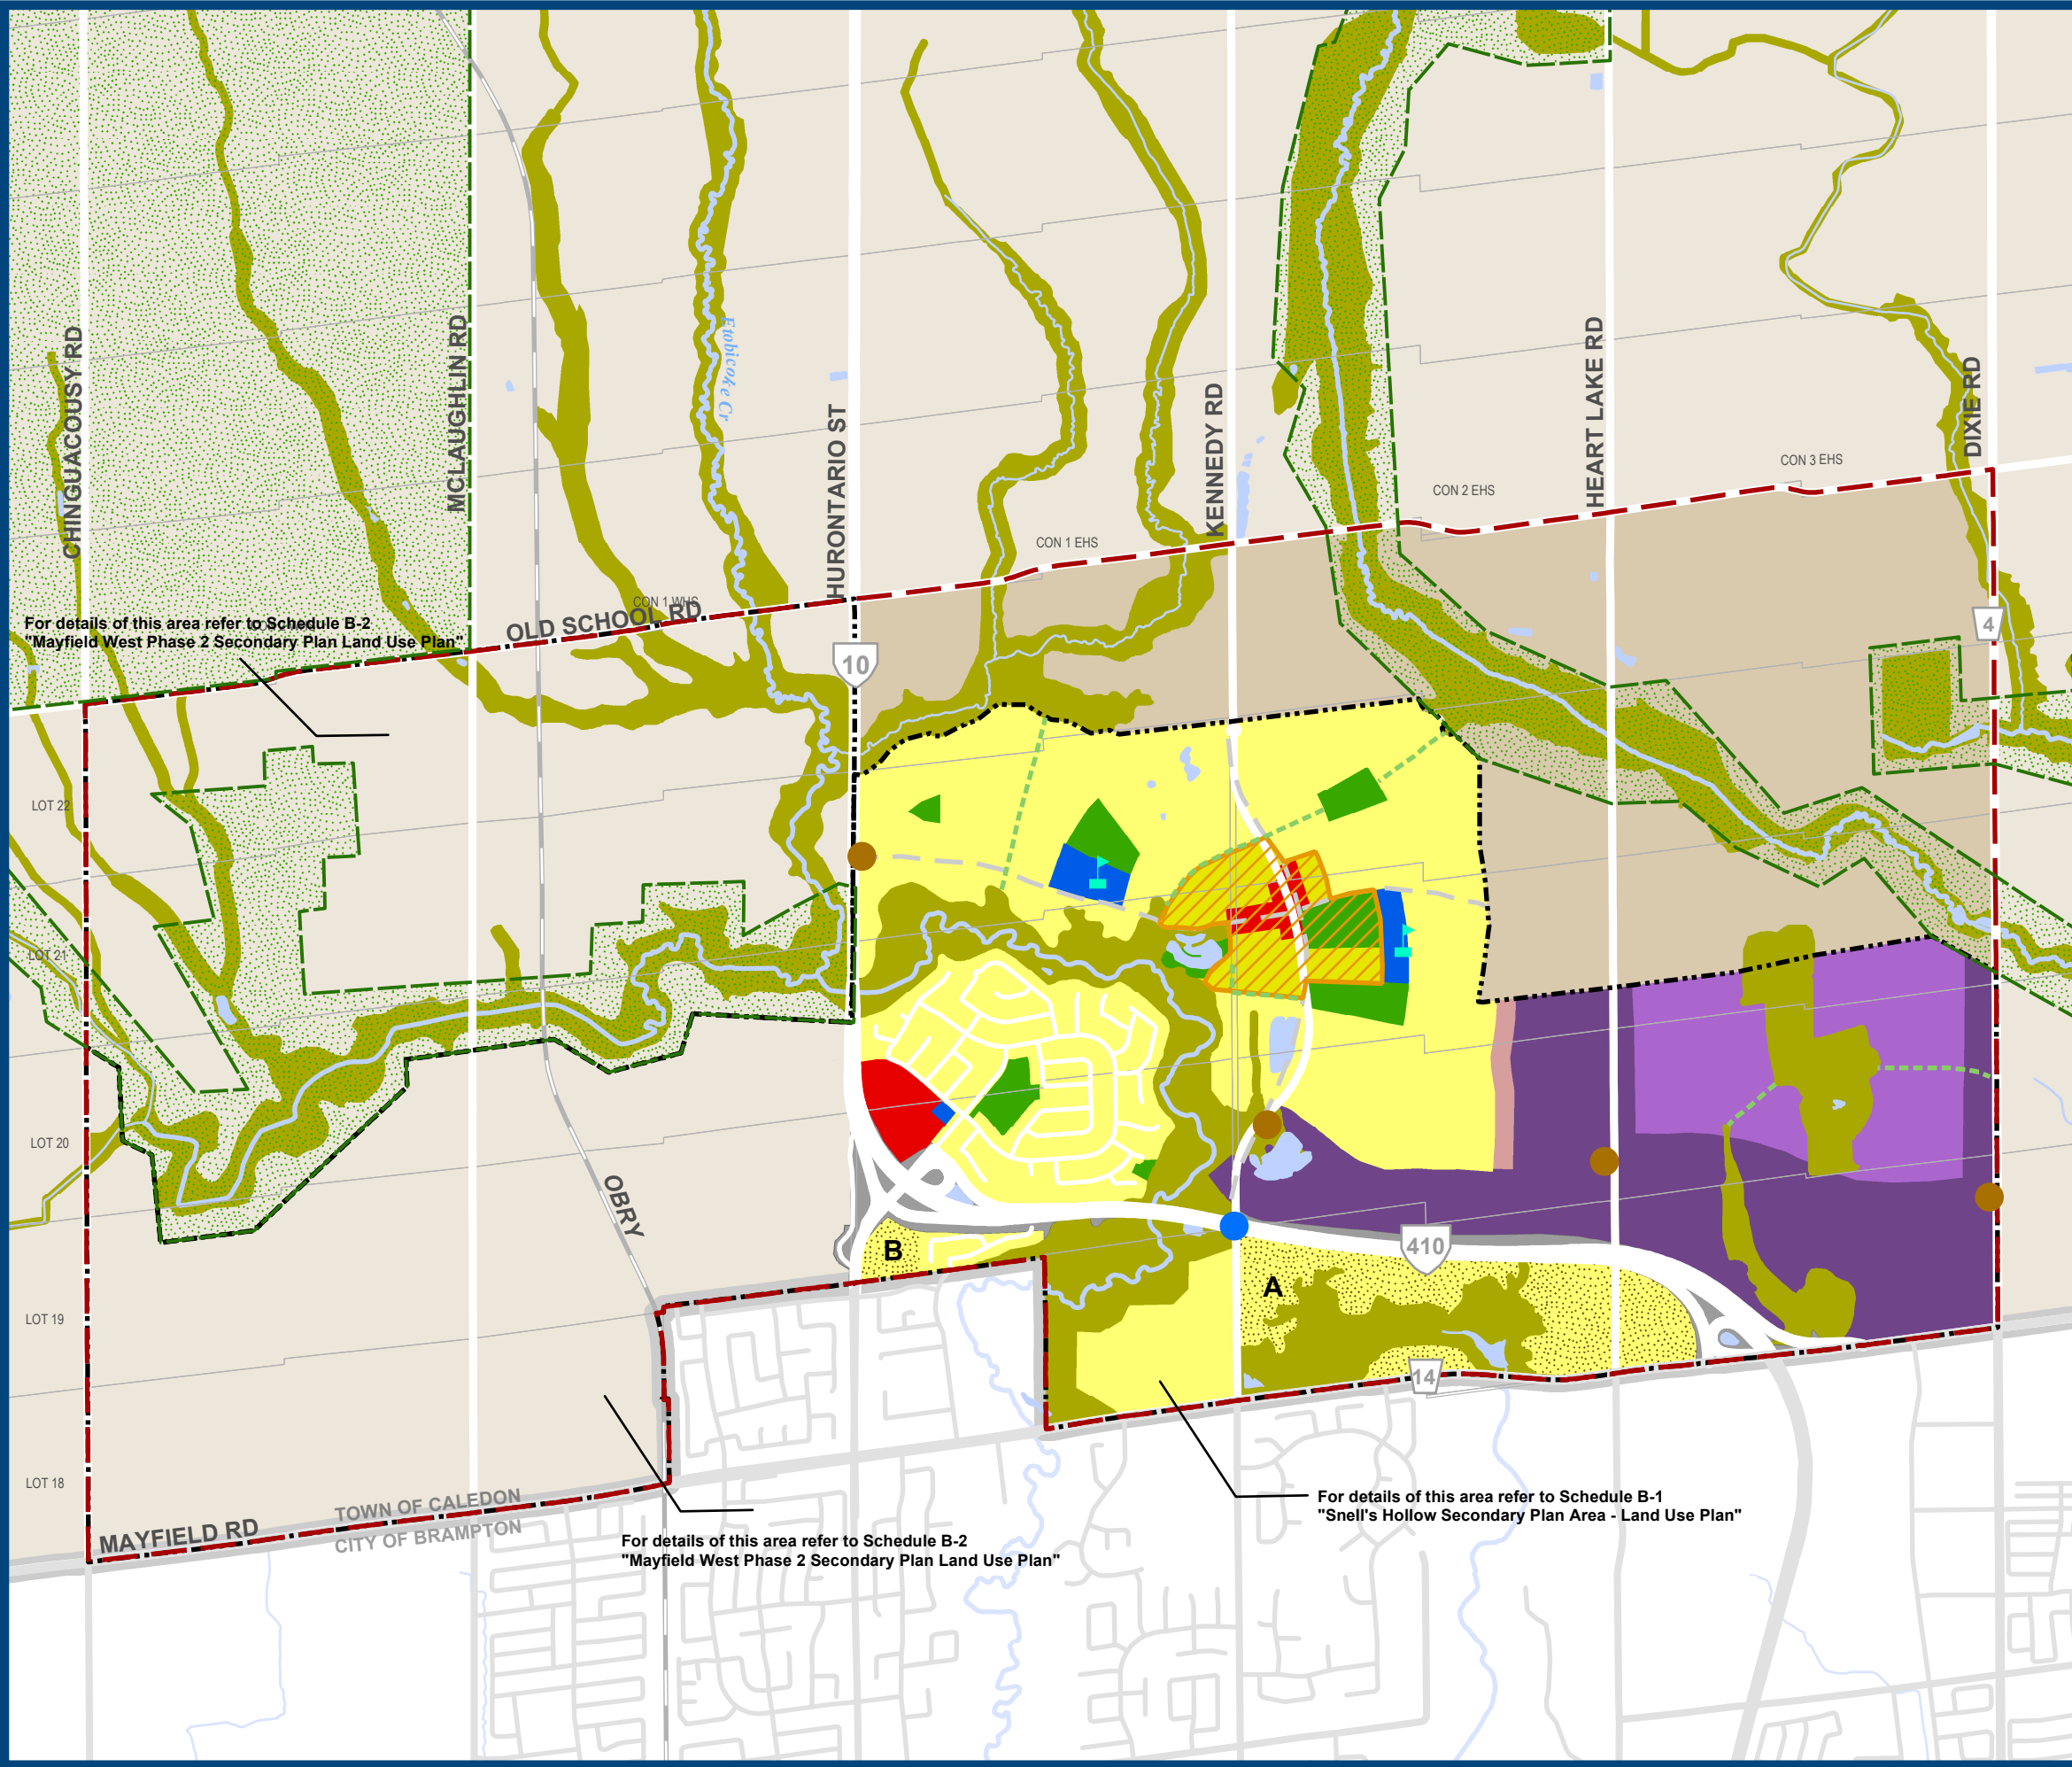 Etobicoke Cr
CHINGUACOUSY RD
MCLAUGHLIN RD
HURONTARIO ST
KENNEDY RD
HEART LAKE RD
DIXIE RD
CON 3 EHS
CON 2 EHS
CON 1 EHS
CON 1 WHS
OLD SCHOOL RD
For details of this area refer to Schedule B-2
"Mayfield West Phase 2 Secondary Plan Land Use Plan"
4
10
LOT 22
LOT 21
LOT 20
OBRY
B
410
A
LOT 19
14
LOT 18
TOWN OF CALEDON
CITY OF BRAMPTON
MAYFIELD RD
For details of this area refer to Schedule B-1
"Snell's Hollow Secondary Plan Area - Land Use Plan"
For details of this area refer to Schedule B-2
"Mayfield West Phase 2 Secondary Plan Land Use Plan"